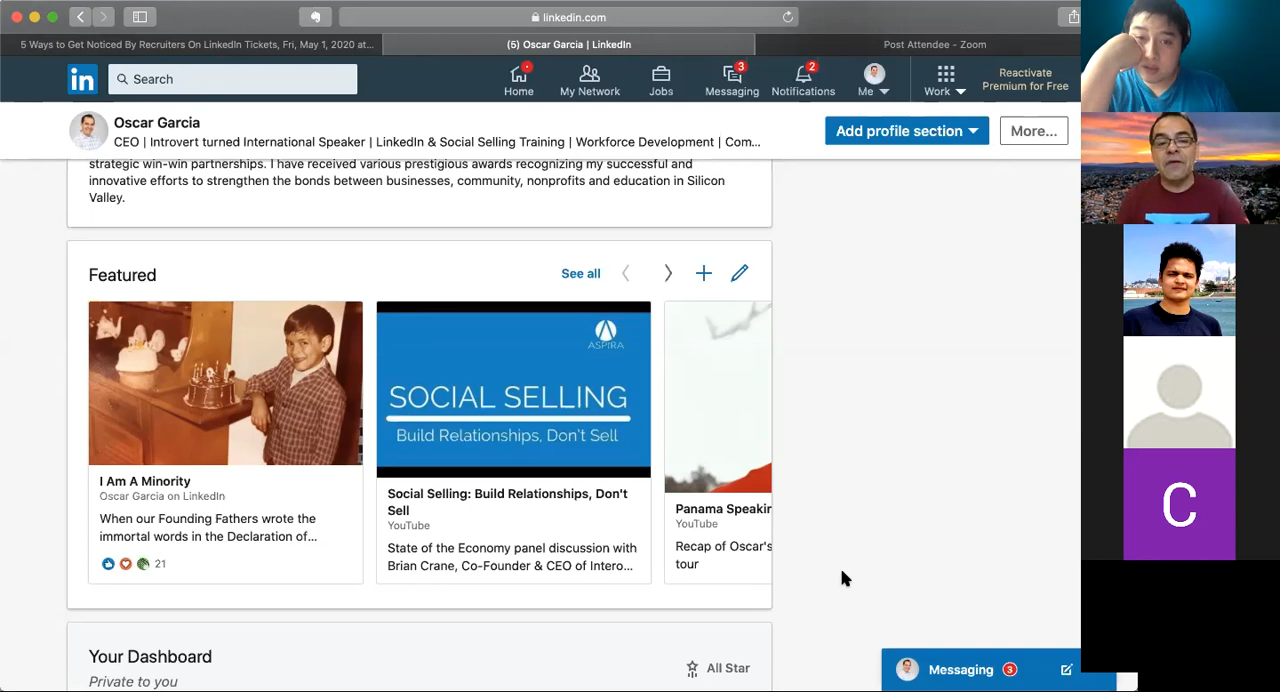 linkedin.com
5 Ways to Get Noticed By Recruiters On LinkedIn Tickets, Fri, May 1, 2020 at...
(5) Oscar Garcia | LinkedIn
Post Attendee - Zoom
in
Search
Home
My Network
Jobs
3
Messaging
2
Notifications
Me
Work
Reactivate
Premium for Free
Oscar Garcia
CEO | Introvert turned International Speaker | LinkedIn & Social Selling Training | Workforce Development | Com...
Add profile section
More...
strategic win-win partnerships. I have received various prestigious awards recognizing my successful and
innovative efforts to strengthen the bonds between businesses, community, nonprofits and education in Silicon
Valley.
Featured
See all
ASPIRA
SOCIAL SELLING
Build Relationships, Don't Sell
I Am A Minority
Oscar Garcia on LinkedIn
When our Founding Fathers wrote the
immortal words in the Declaration of...
21
Social Selling: Build Relationships, Don't
Sell
YouTube
State of the Economy panel discussion with
Brian Crane, Co-Founder & CEO of Intero...
Panama Speakin
YouTube
Recap of Oscar's
tour
Your Dashboard
Private to you
All Star
Messaging
3
C